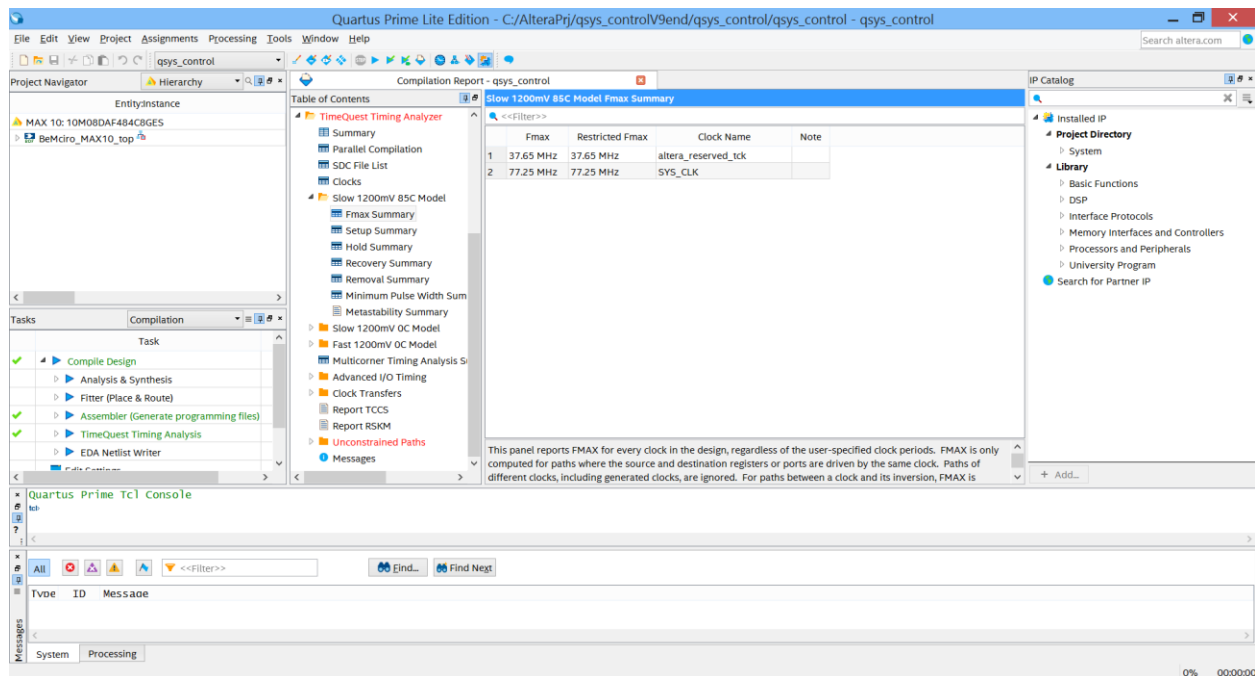 Quartus Prime Lite Edition - C:/AlteraPrj/qsys_controlV9end/qsys_control/qsys_control - qsys_control
File Edit View Project Assignments Processing Tools Window Help
Search altera.com
qsys_control
Project Navigator
Hierarchy
Entity:Instance
MAX 10: 10M08DAF484C8GES
BeMciro_MAX10_top
Tasks
Compilation
Task
Compile Design
Analysis & Synthesis
Fitter (Place & Route)
Assembler (Generate programming files)
TimeQuest Timing Analysis
EDA Netlist Writer
Edit Settings
Compilation Report - qsys_control
Table of Contents
TimeQuest Timing Analyzer
Summary
Parallel Compilation
SDC File List
Clocks
Slow 1200mV 85C Model
Fmax Summary
Setup Summary
Hold Summary
Recovery Summary
Removal Summary
Minimum Pulse Width Sum
Metastability Summary
Slow 1200mV 0C Model
Fast 1200mV 0C Model
Multicorner Timing Analysis S
Advanced I/O Timing
Clock Transfers
Report TCCS
Report RSKM
Unconstrained Paths
Messages
Slow 1200mV 85C Model Fmax Summary
<<Filter>>
Fmax Restricted Fmax Clock Name Note
1 37.65 MHz 37.65 MHz altera_reserved_tck
2 77.25 MHz 77.25 MHz SYS_CLK
This panel reports FMAX for every clock in the design, regardless of the user-specified clock periods. FMAX is only
computed for paths where the source and destination registers or ports are driven by the same clock. Paths of
different clocks, including generated clocks, are ignored. For paths between a clock and its inversion, FMAX is
IP Catalog
Installed IP
Project Directory
System
Library
Basic Functions
DSP
Interface Protocols
Memory Interfaces and Controllers
Processors and Peripherals
University Program
Search for Partner IP
+ Add...
Quartus Prime Tcl Console
tcl>
All
<<Filter>>
Find...
Find Next
Type ID Message
Messages
System Processing
0% 00:00:00